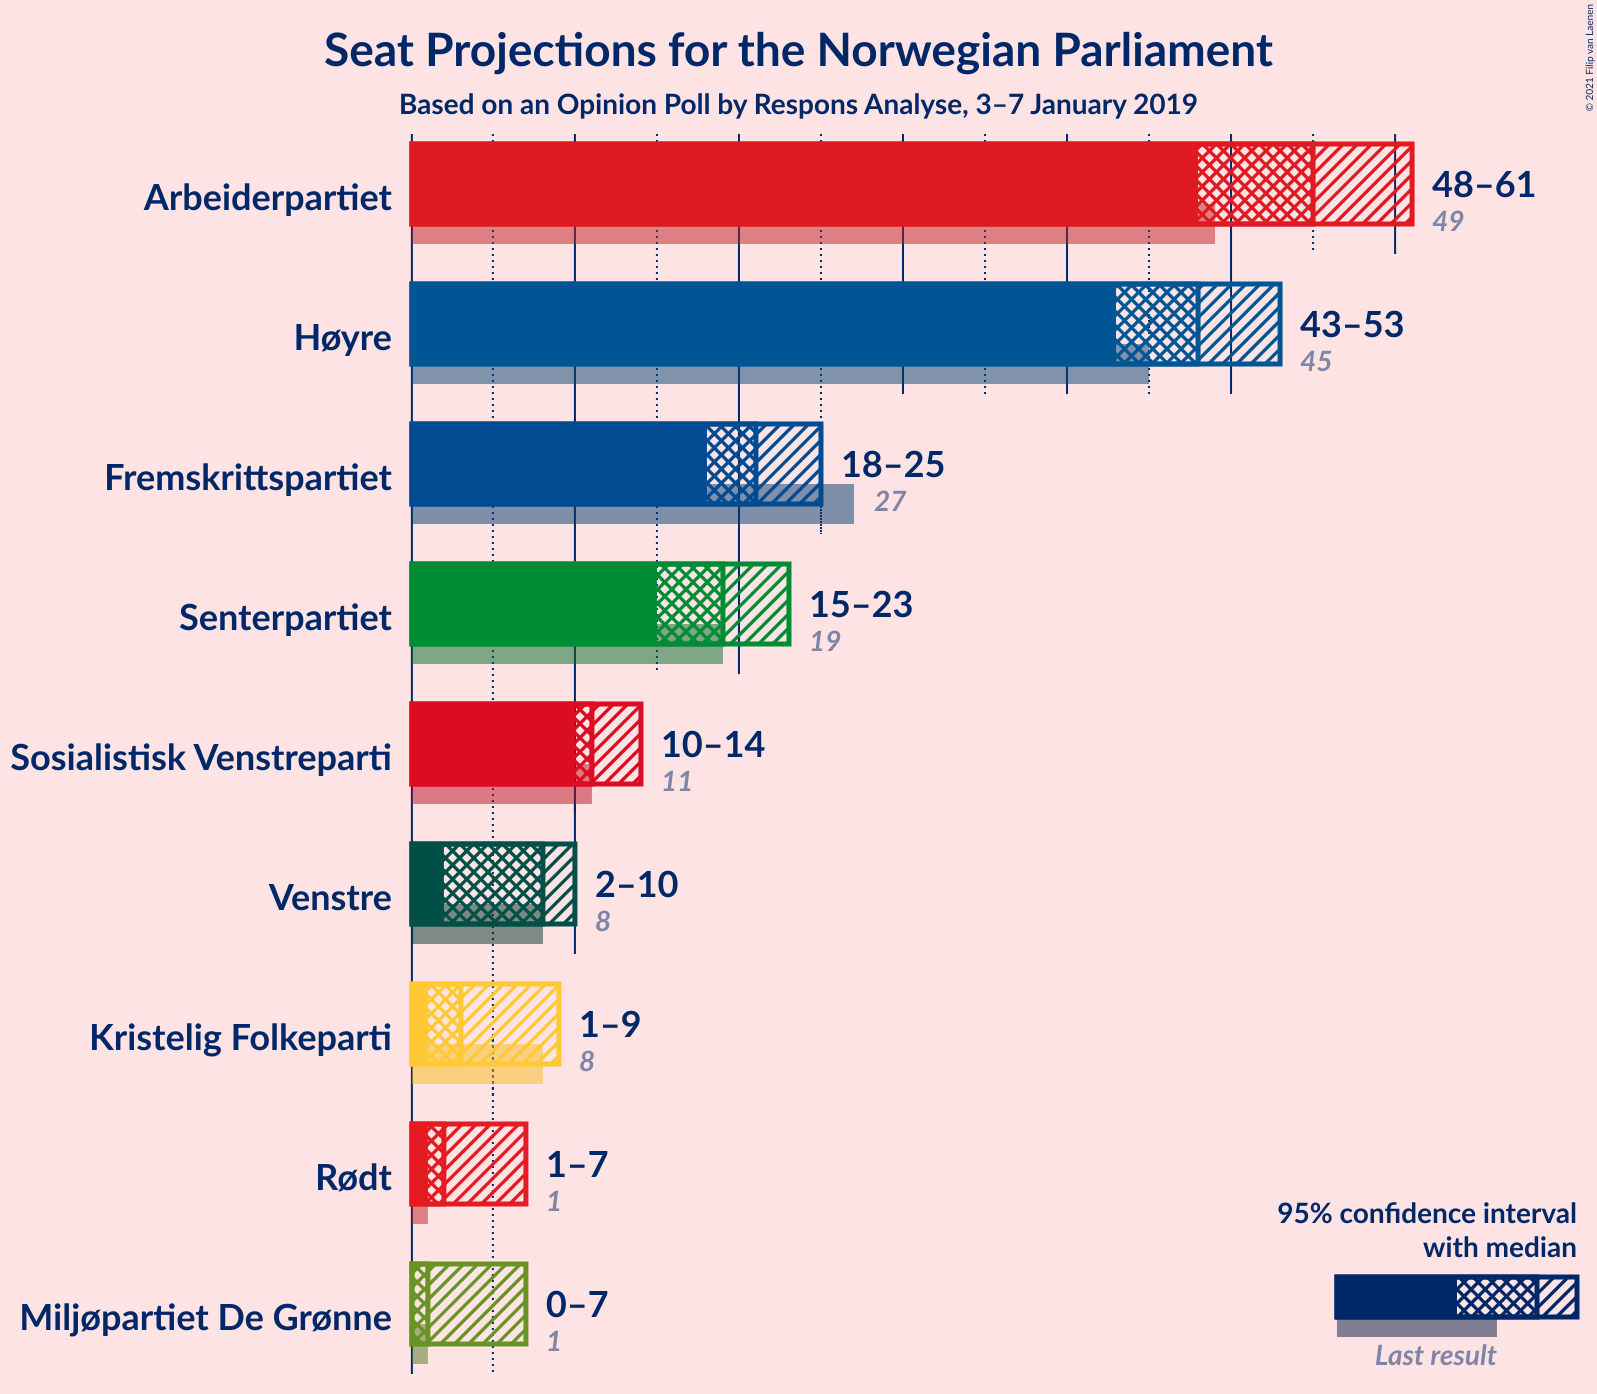 Seat Projections for the Norwegian Parliament
Based on an Opinion Poll by Respons Analyse, 3–7 January 2019
© 2021 Filip van Laenen
Arbeiderpartiet
48–61
49
Høyre
43–53
45
Fremskrittspartiet
18–25
27
Senterpartiet
15–23
19
Sosialistisk Venstreparti
10–14
11
Venstre
2–10
8
Kristelig Folkeparti
1–9
8
Rødt
1–7
1
Miljøpartiet De Grønne
0–7
1
95% confidence interval
with median
Last result